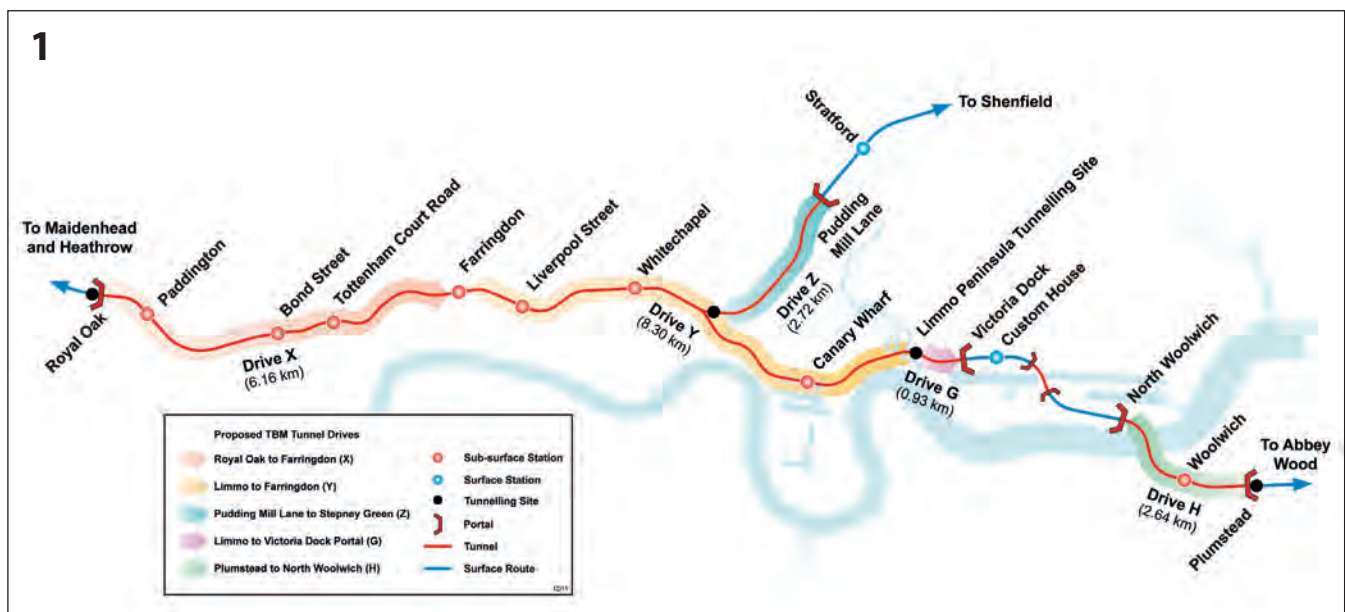 1
To Maidenhead
and Heathrow
Royal Oak
Paddington
Bond Street
Drive X
(6.16 km)
Tottenham Court Road
Farringdon
Liverpool Street
Whitechapel
Drive Y
(8.30 km)
Stratford
To Shenfield
Pudding
Mill Lane
Drive Z
(2.72 km)
Canary Wharf
Limmo Peninsula Tunnelling Site
Drive G
(0.93 km)
Victoria Dock
Custom House
North Woolwich
Woolwich
Drive H
(2.64 km)
Plumstead
To Abbey
Wood
Proposed TBM Tunnel Drives
Royal Oak to Farringdon (X)
Limmo to Farringdon (Y)
Pudding Mill Lane to Stepney Green (Z)
Limmo to Victoria Dock Portal (G)
Plumstead to North Woolwich (H)
Sub-surface Station
Surface Station
Tunnelling Site
Portal
Tunnel
Surface Route